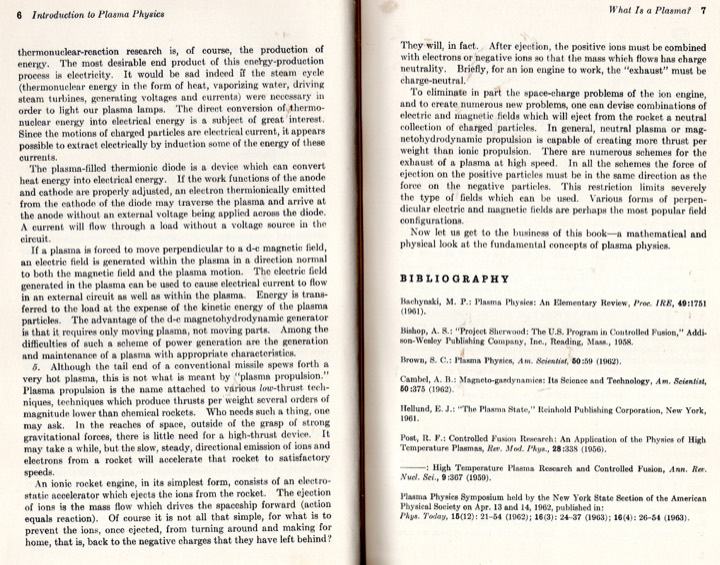 6 Introduction to Plasma Physics
thermonuclear-reaction research is, of course, the production of
energy. The most desirable end product of this energy-production
process is electricity. It would be sad indeed if the steam cycle
(thermonuclear energy in the form of heat, vaporizing water, driving
steam turbines, generating voltages and currents) were necessary in
order to light our plasma lamps. The direct conversion of thermo-
nuclear energy into electrical energy is a subject of great interest.
Since the motions of charged particles are electrical current, it appears
possible to extract electrically by induction some of the energy of these
currents.
The plasma-filled thermionic diode is a device which can convert
heat energy into electrical energy. If the work functions of the anode
and cathode are properly adjusted, an electron thermionically emitted
from the cathode of the diode may traverse the plasma and arrive at
the anode without an external voltage being applied across the diode.
A current will flow through a load without a voltage source in the
circuit.
If a plasma is forced to move perpendicular to a d-c magnetic field,
an electric field is generated within the plasma in a direction normal
to both the magnetic field and the plasma motion. The electric field
generated in the plasma can be used to cause electrical current to flow
in an external circuit as well as within the plasma. Energy is trans-
ferred to the load at the expense of the kinetic energy of the plasma
particles. The advantage of the d-c magnetohydrodynamic generator
is that it requires only moving plasma, not moving parts. Among the
difficulties of such a scheme of power generation are the generation
and maintenance of a plasma with appropriate characteristics.
5. Although the tail end of a conventional missile spews forth a
very hot plasma, this is not what is meant by "plasma propulsion."
Plasma propulsion is the name attached to various low-thrust tech-
niques, techniques which produce thrusts per weight several orders of
magnitude lower than chemical rockets. Who needs such a thing, one
may ask. In the reaches of space, outside of the grasp of strong
gravitational forces, there is little need for a high-thrust device. It
may take a while, but the slow, steady, directional emission of ions and
electrons from a rocket will accelerate that rocket to satisfactory
speeds.
An ionic rocket engine, in its simplest form, consists of an electro-
static accelerator which ejects the ions from the rocket. The ejection
of ions is the mass flow which drives the spaceship forward (action
equals reaction). Of course it is not all that simple, for what is to
prevent the ions, once ejected, from turning around and making for
home, that is, back to the negative charges that they have left behind?
What Is a Plasma? 7
They will, in fact. After ejection, the positive ions must be combined
with electrons or negative ions so that the mass which flows has charge
neutrality. Briefly, for an ion engine to work, the "exhaust" must be
charge-neutral.
To eliminate in part the space-charge problems of the ion engine,
and to create numerous new problems, one can devise combinations of
electric and magnetic fields which will eject from the rocket a neutral
collection of charged particles. In general, neutral plasma or mag-
netohydrodynamic propulsion is capable of creating more thrust per
weight than ionic propulsion. There are numerous schemes for the
exhaust of a plasma at high speed. In all the schemes the force of
ejection on the positive particles must be in the same direction as the
force on the negative particles. This restriction limits severely
the type of fields which can be used. Various forms of perpen-
dicular electric and magnetic fields are perhaps the most popular field
configurations.
Now let us get to the business of this book—a mathematical and
physical look at the fundamental concepts of plasma physics.
BIBLIOGRAPHY
Bachynski, M. P.: Plasma Physics: An Elementary Review, Proc. IRE, 49:1751
(1961).
Bishop, A. S.: "Project Sherwood: The U.S. Program in Controlled Fusion," Addi-
son-Wesley Publishing Company, Inc., Reading, Mass., 1958.
Brown, S. C.: Plasma Physics, Am. Scientist, 50:59 (1962).
Cambel, A. B.: Magneto-gasdynamics: Its Science and Technology, Am. Scientist,
50:375 (1962).
Hellund, E. J.: "The Plasma State," Reinhold Publishing Corporation, New York,
1961.
Post, R. F.: Controlled Fusion Research: An Application of the Physics of High
Temperature Plasmas, Rev. Mod. Phys., 28:338 (1956).
———: High Temperature Plasma Research and Controlled Fusion, Ann. Rev.
Nucl. Sci., 9:367 (1959).
Plasma Physics Symposium held by the New York State Section of the American
Physical Society on Apr. 13 and 14, 1962, published in:
Phys. Today, 15(12): 21–54 (1962); 16(3): 24–37 (1963); 16(4): 26–54 (1963).